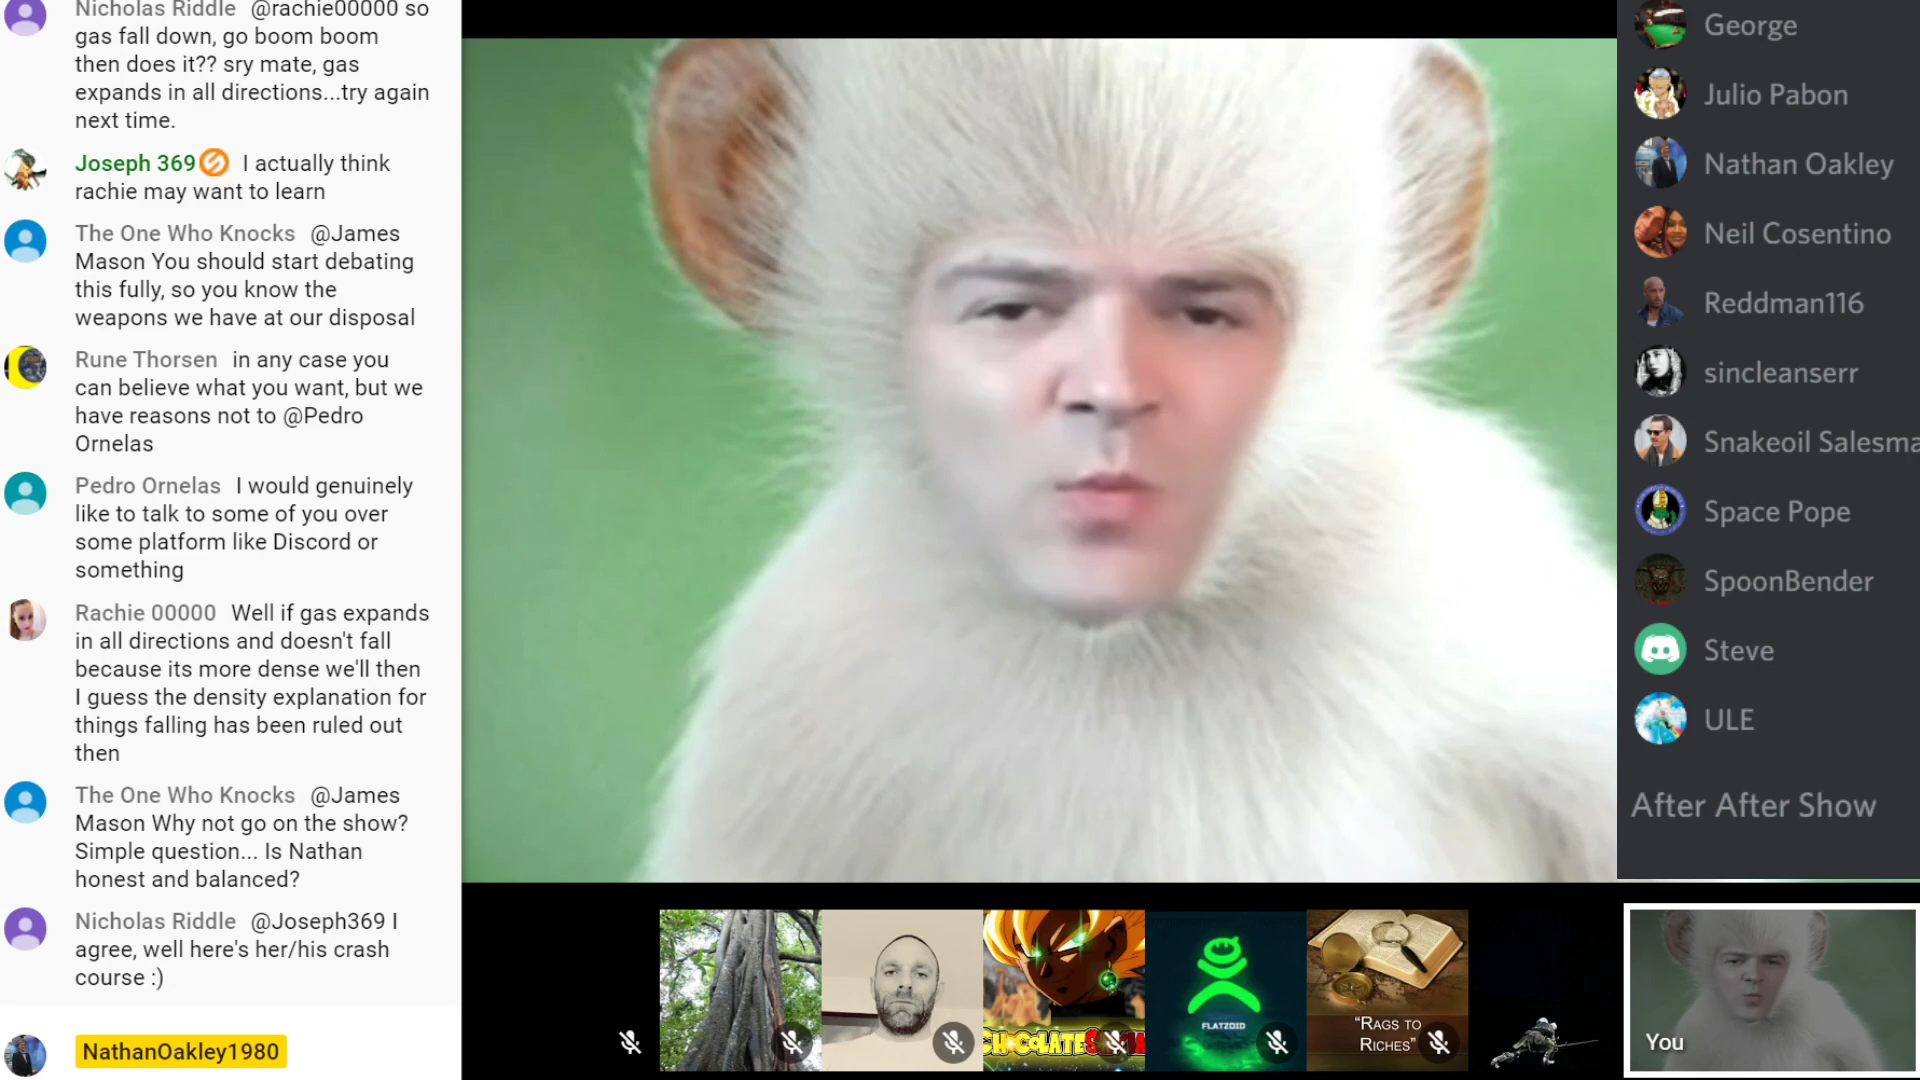 Nicholas Riddle @rachie00000 so
gas fall down, go boom boom
then does it?? sry mate, gas
expands in all directions...try again
next time.
Joseph 369 I actually think
rachie may want to learn
The One Who Knocks @James
Mason You should start debating
this fully, so you know the
weapons we have at our disposal
Rune Thorsen in any case you
can believe what you want, but we
have reasons not to @Pedro
Ornelas
Pedro Ornelas I would genuinely
like to talk to some of you over
some platform like Discord or
something
Rachie 00000 Well if gas expands
in all directions and doesn't fall
because its more dense we'll then
I guess the density explanation for
things falling has been ruled out
then
The One Who Knocks @James
Mason Why not go on the show?
Simple question... Is Nathan
honest and balanced?
Nicholas Riddle @Joseph369 I
agree, well here's her/his crash
course :)
NathanOakley1980
George
Julio Pabon
Nathan Oakley
Neil Cosentino
Reddman116
sincleanserr
Snakeoil Salesma
Space Pope
SpoonBender
Steve
ULE
After After Show
FLATZOID
"RAGS TO
RICHES"
You